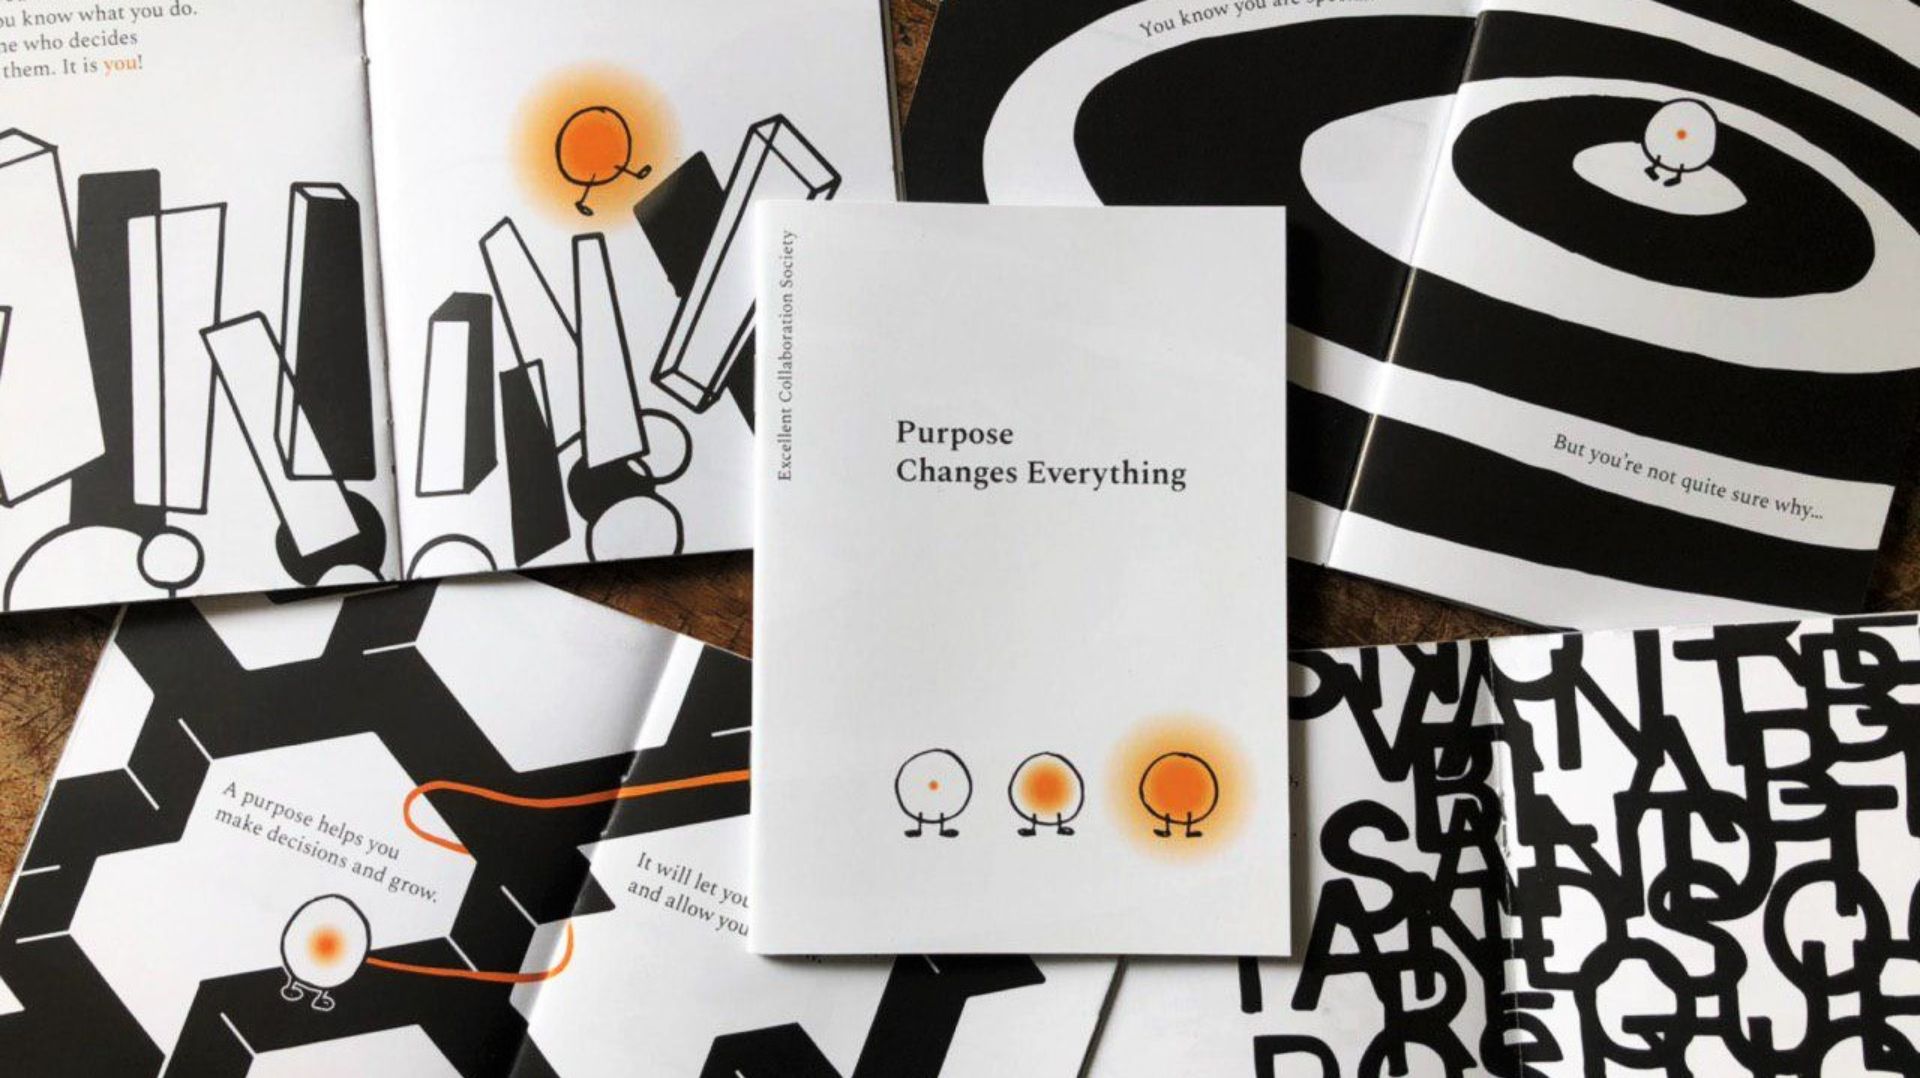 know what you do.
who decides
them. It is you!
You know you are
But you're not quite sure why...
Excellent Collaboration Society
Purpose
Changes Everything
A purpose helps you
make decisions and grow.
It will let you
and allow you